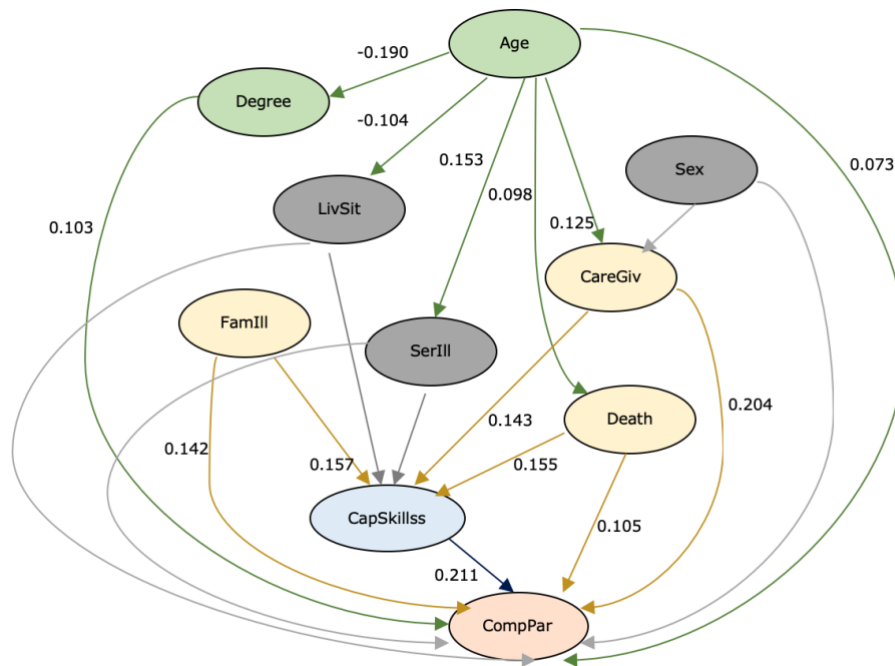 Age
-0.190
Degree
-0.104
0.153
Sex
0.073
0.098
LivSit
0.103
0.125
CareGiv
FamIll
SerIll
0.204
0.143
Death
0.142
0.157
0.155
CapSkillss
0.105
0.211
CompPar